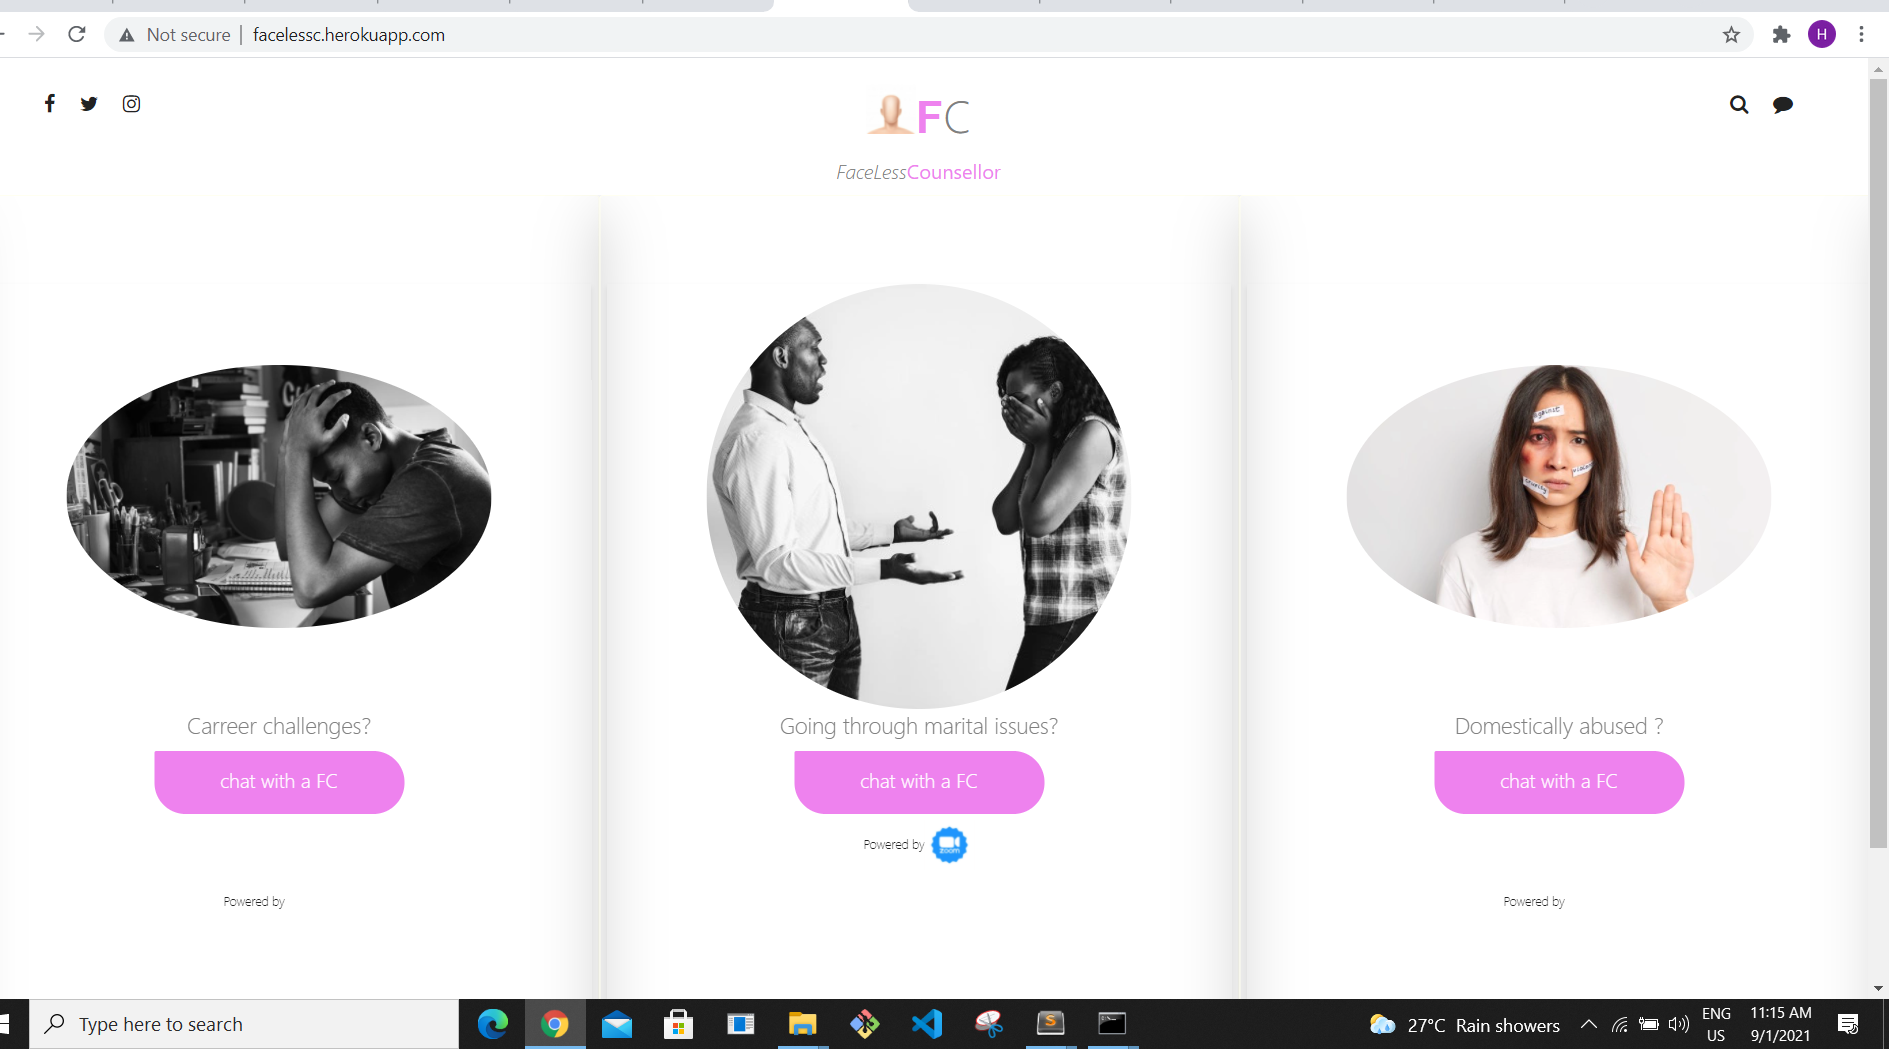 Not secure | facelessc.herokuapp.com
H
FC
FaceLessCounsellor
against
security
Carreer challenges?
Going through marital issues?
Domestically abused ?
chat with a FC
chat with a FC
chat with a FC
Powered by
zoom
Powered by
Powered by
Type here to search
S
27°C Rain showers
ENG
US
11:15 AM
9/1/2021